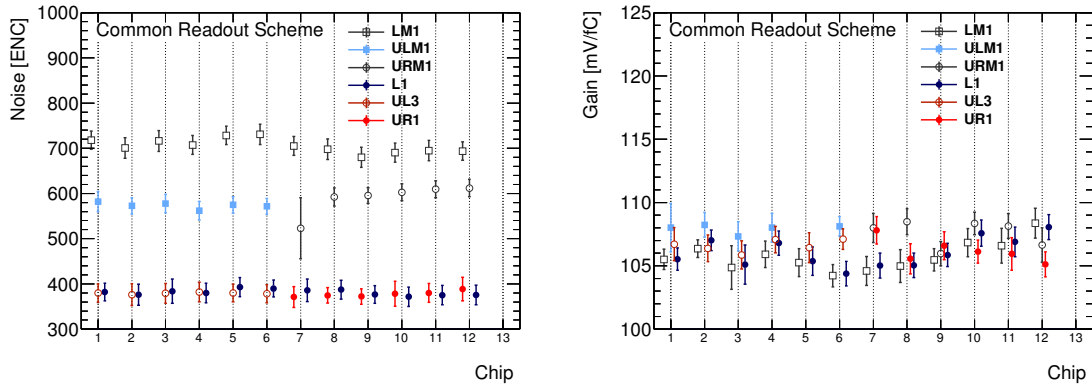 Noise [ENC]
1000
900
800
700
600
500
400
300
Common Readout Scheme
LM1
ULM1
URM1
L1
UL3
UR1
1 2 3 4 5 6 7 8 9 10 11 12 13
Chip
Gain [mV/fC]
125
120
115
110
105
100
Common Readout Scheme
LM1
ULM1
URM1
L1
UL3
UR1
1 2 3 4 5 6 7 8 9 10 11 12 13
Chip